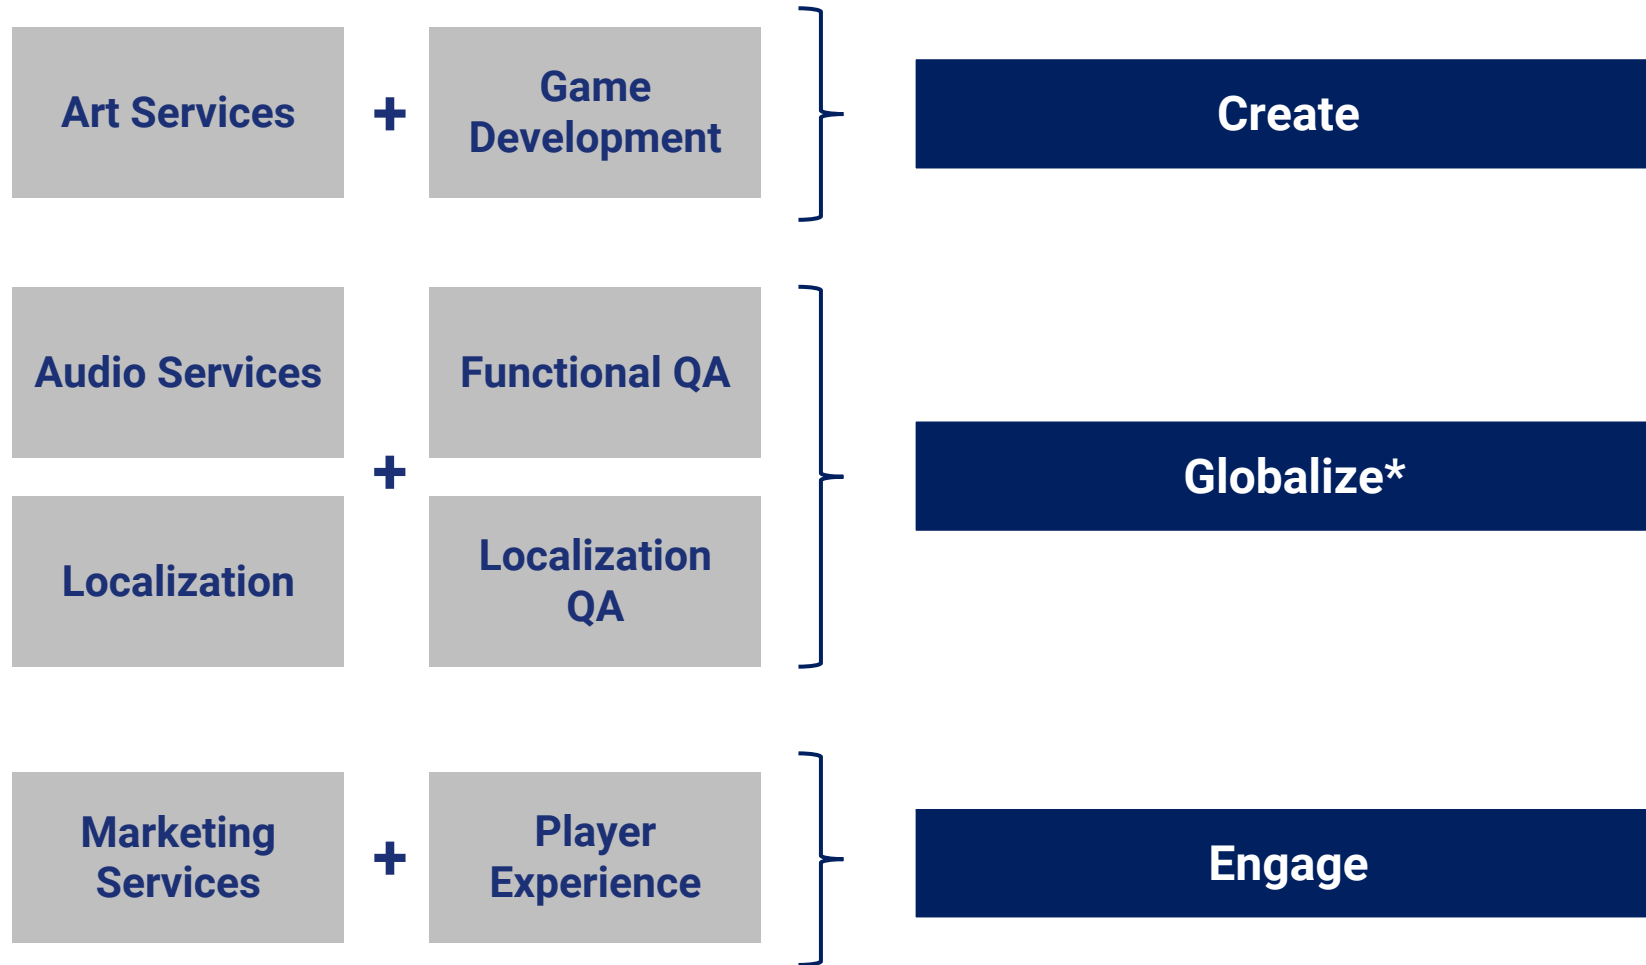 Art Services
+
Game
Development
Create
Audio Services
Functional QA
+
Localization
Localization
QA
Globalize*
Marketing
Services
+
Player
Experience
Engage